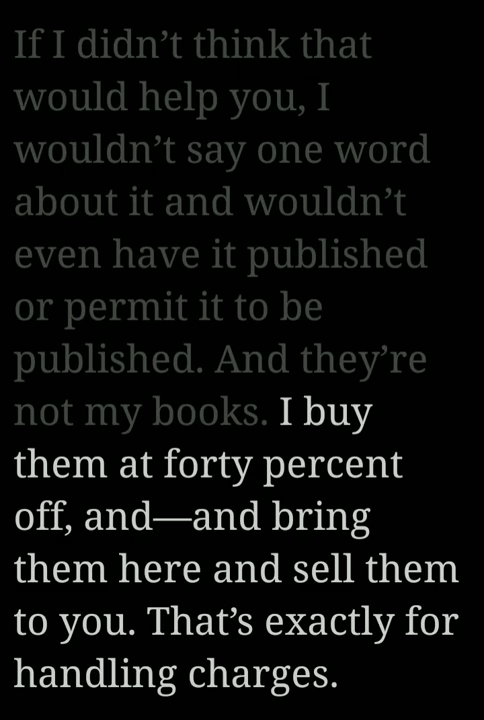 If I didn’t think that
would help you, I
wouldn’t say one word
about it and wouldn’t
even have it published
or permit it to be
published. And they’re
not my books. I buy
them at forty percent
off, and—and bring
them here and sell them
to you. That’s exactly for
handling charges.